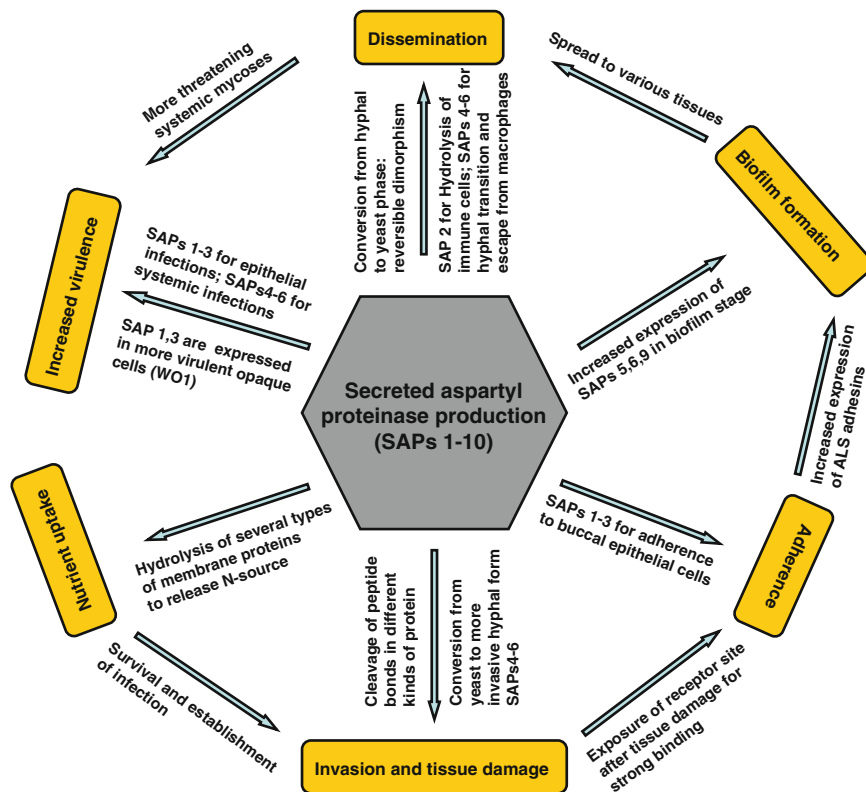 Dissemination
Spread to various tissues
More threatening
systemic mycoses
Conversion from hyphal
to yeast phase:
reversible dimorphism
SAP 2 for Hydrolysis of
immune cells; SAPs 4-6 for
hyphal transition and
escape from macrophages
Biofilm formation
Increased virulence
SAPs 1-3 for epithelial
infections; SAPs4-6 for
systemic infections
SAP 1,3 are expressed
in more virulent opaque
cells (WO1)
Increased expression of
SAPs 5,6,9 in biofilm stage
Secreted aspartyl
proteinase production
(SAPs 1-10)
Increased expression
of ALS adhesins
Nutrient uptake
Hydrolysis of several types
of membrane proteins
to release N-source
SAPs 1-3 for adherence
to buccal epithelial cells
Adherence
Cleavage of peptide
bonds in different
kinds of protein
Conversion from
yeast to more
invasive hyphal form
SAPs4-6
Survival and establishment
of infection
Exposure of receptor site
after tissue damage for
strong binding
Invasion and tissue damage